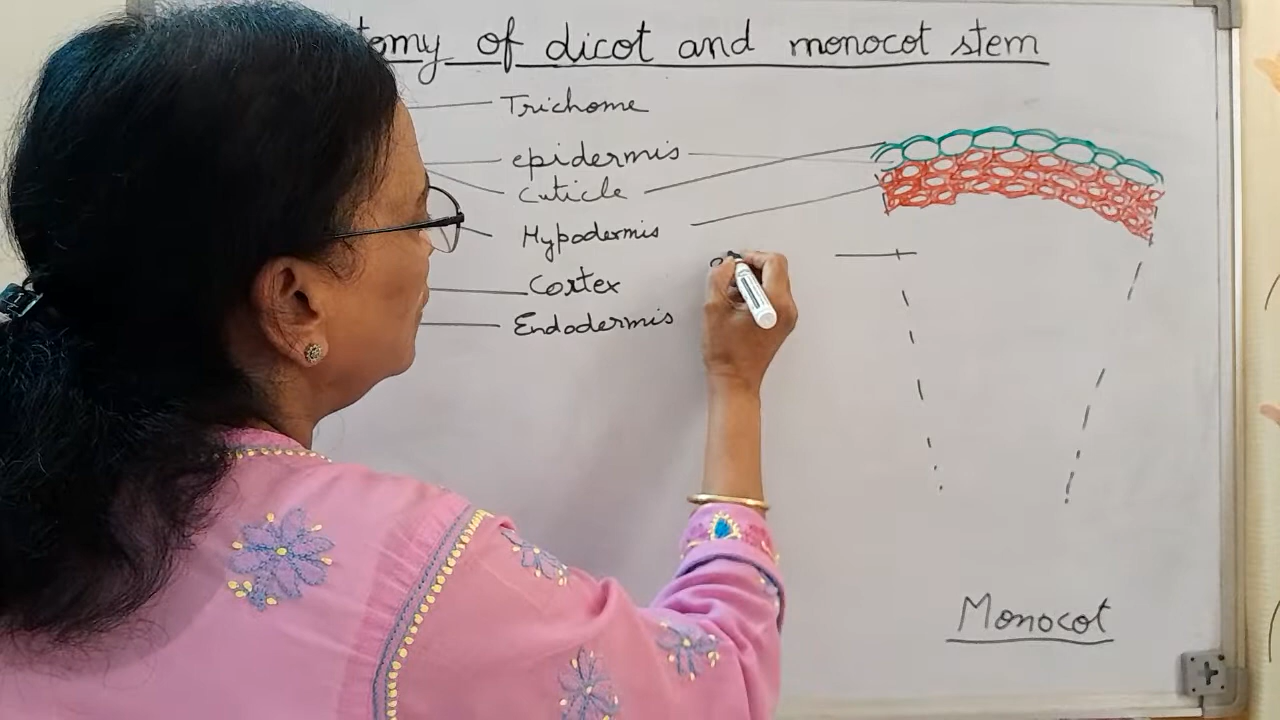 tomy of dicot and monocot stem
Trichome
epidermis
Cuticle
Hypodermis
Cortex
Endodermis
Monocot